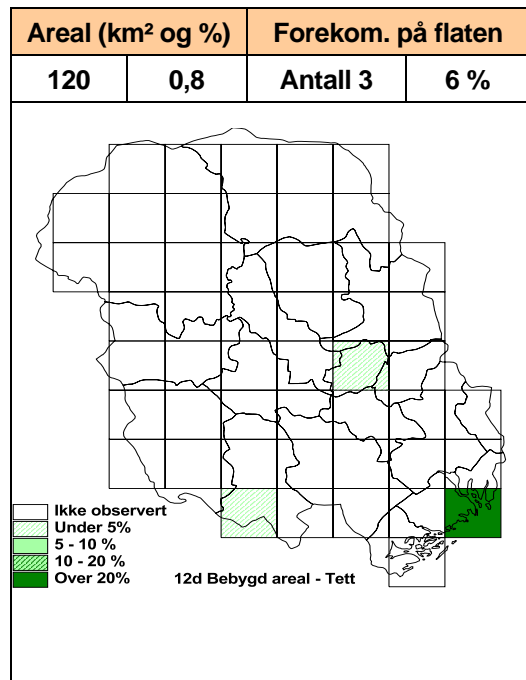 Areal (km² og %) Forekom. på flaten
120 0,8 Antall 3 6 %
Ikke observert
Under 5%
5 - 10 %
10 - 20 %
Over 20% 12d Bebygd areal - Tett